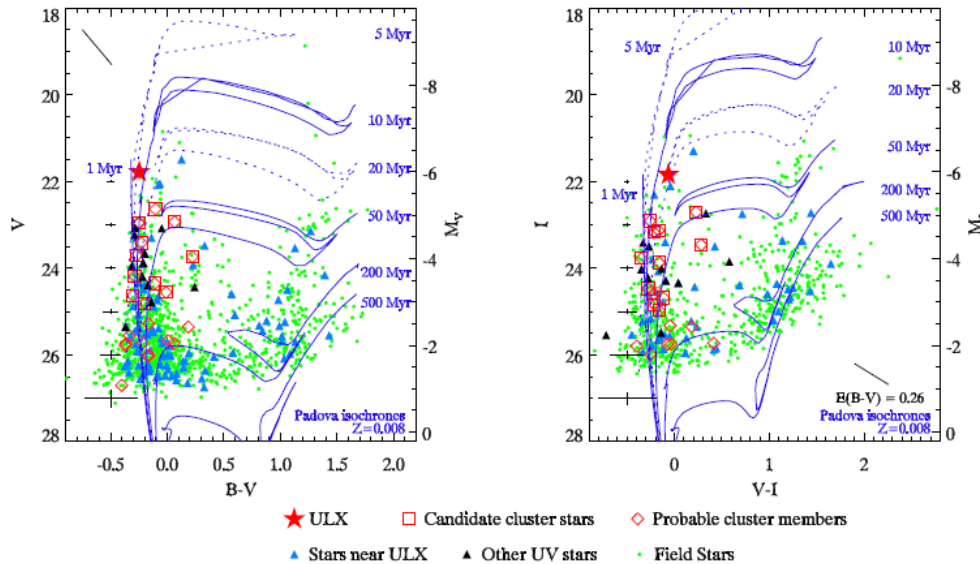 18
20
22
24
26
28
V
5 Myr
10 Myr
20 Myr
1 Myr
50 Myr
200 Myr
500 Myr
Padova isochrones
Z=0.008
-8
-6
-4
-2
0
M_V
-0.5
0.0
0.5
1.0
1.5
2.0
B-V
18
20
22
24
26
28
I
5 Myr
10 Myr
20 Myr
50 Myr
1 Myr
200 Myr
500 Myr
E(B-V) = 0.26
Padova isochrones
Z=0.008
-8
-6
-4
-2
0
M
0
1
2
V-I
ULX
Candidate cluster stars
Probable cluster members
Stars near ULX
Other UV stars
Field Stars